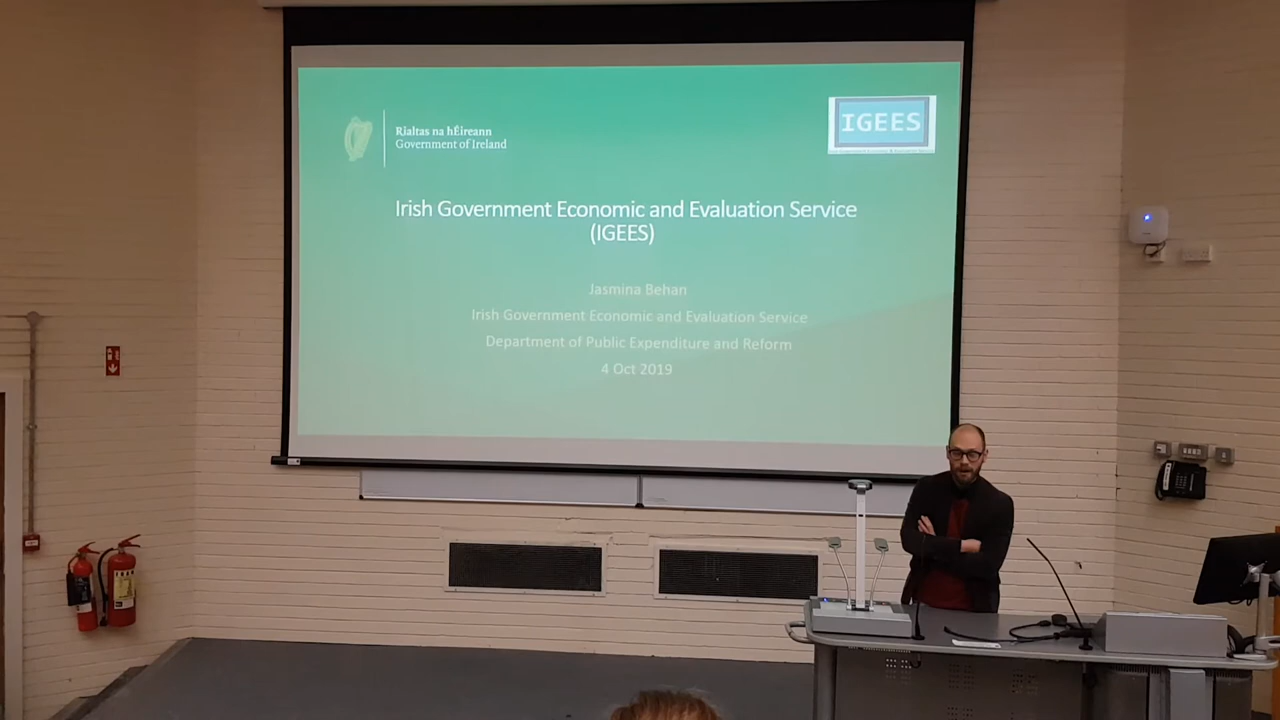 Rialtas na hÉireann
Government of Ireland
IGEES
Irish Government Economic and Evaluation Service
(IGEES)
Jasmina Behan
Irish Government Economic and Evaluation Service
Department of Public Expenditure and Reform
4 Oct 2019